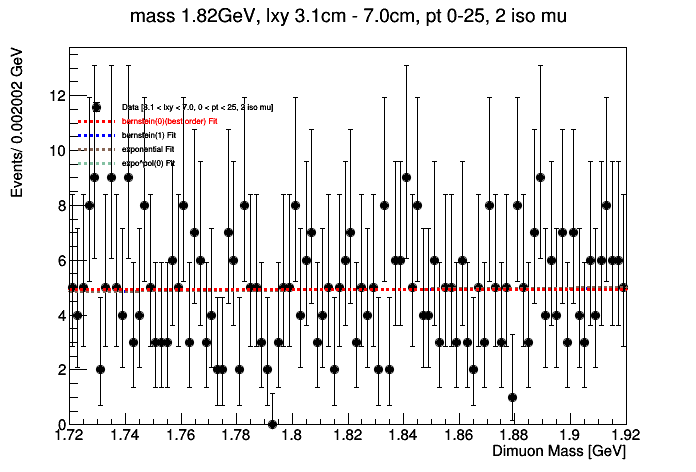 mass 1.82GeV, lxy 3.1cm - 7.0cm, pt 0-25, 2 iso mu
Events/ 0.002002 GeV
12
10
8
6
4
2
0
Data [3.1 < lxy < 7.0, 0 < pt < 25, 2 iso mu]
bernstein(0)(best order) Fit
bernstein(1) Fit
exponential Fit
expo*pol(0) Fit
1.72 1.74 1.76 1.78 1.8 1.82 1.84 1.86 1.88 1.9 1.92
Dimuon Mass [GeV]